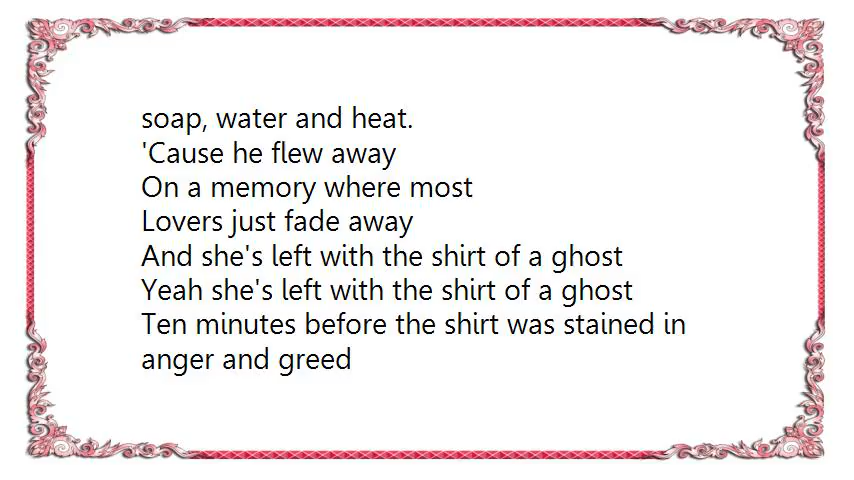 soap, water and heat.
'Cause he flew away
On a memory where most
Lovers just fade away
And she's left with the shirt of a ghost
Yeah she's left with the shirt of a ghost
Ten minutes before the shirt was stained in
anger and greed